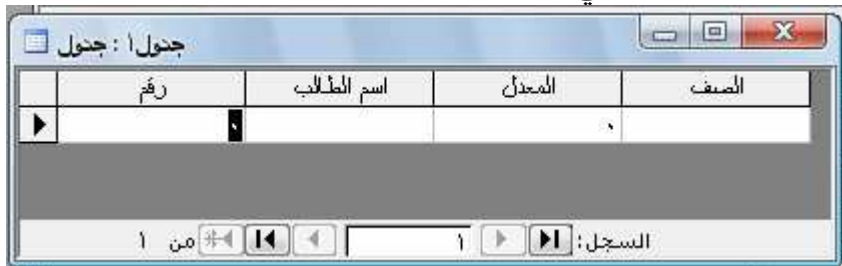 جدول١ : جدول
رقم اسم الطالب المعدل الصف
٠ ٠
السجل: ١ من ١